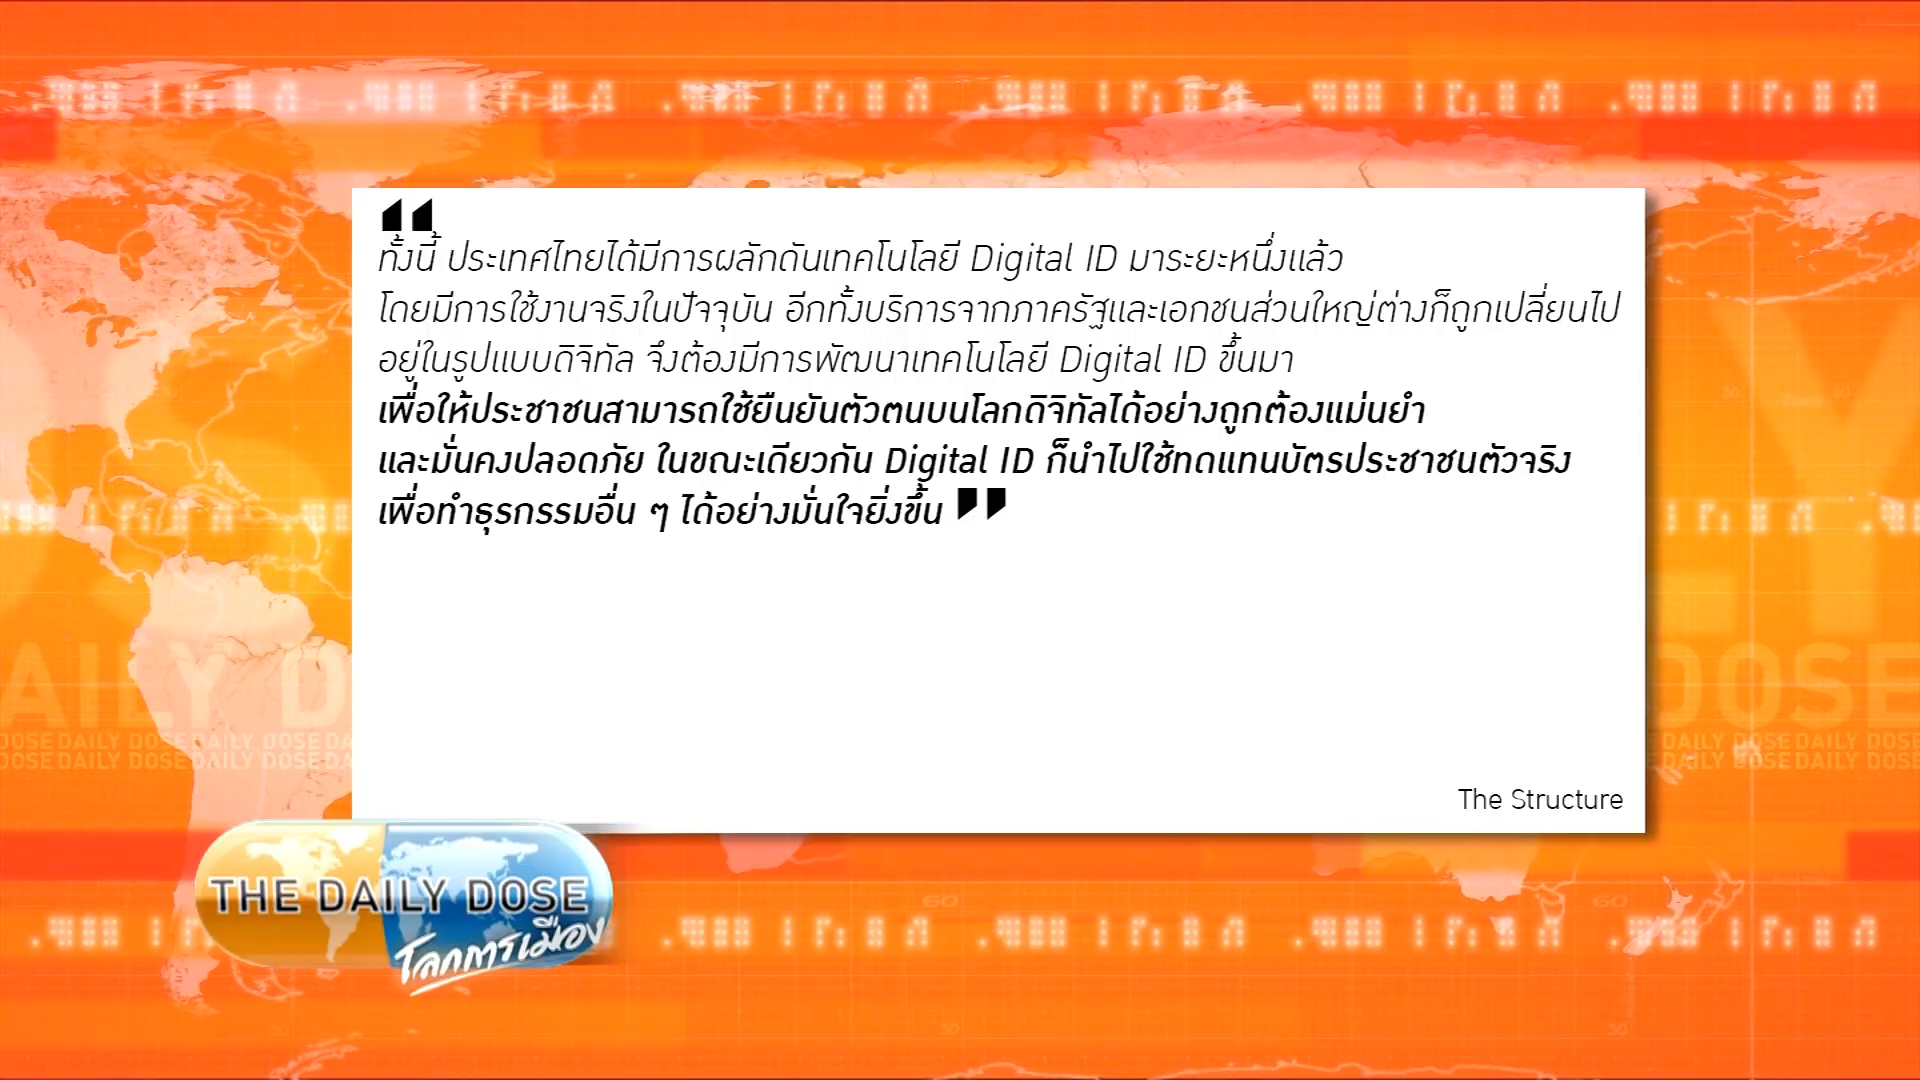 "
ทั้งนี้ ประเทศไทยได้มีการผลักดันเทคโนโลยี Digital ID มาระยะหนึ่งแล้ว
โดยมีการใช้งานจริงในปัจจุบัน อีกทั้งบริการจากภาครัฐและเอกชนส่วนใหญ่ต่างก็ถูกเปลี่ยนไป
อยู่ในรูปแบบดิจิทัล จึงต้องมีการพัฒนาเทคโนโลยี Digital ID ขึ้นมา
เพื่อให้ประชาชนสามารถใช้ยืนยันตัวตนบนโลกดิจิทัลได้อย่างถูกต้องแม่นยำ
และมั่นคงปลอดภัย ในขณะเดียวกัน Digital ID ก็นำไปใช้ทดแทนบัตรประชาชนตัวจริง
เพื่อทำธุรกรรมอื่น ๆ ได้อย่างมั่นใจยิ่งขึ้น "
The Structure
THE DAILY DOSE
โลกการเมือง